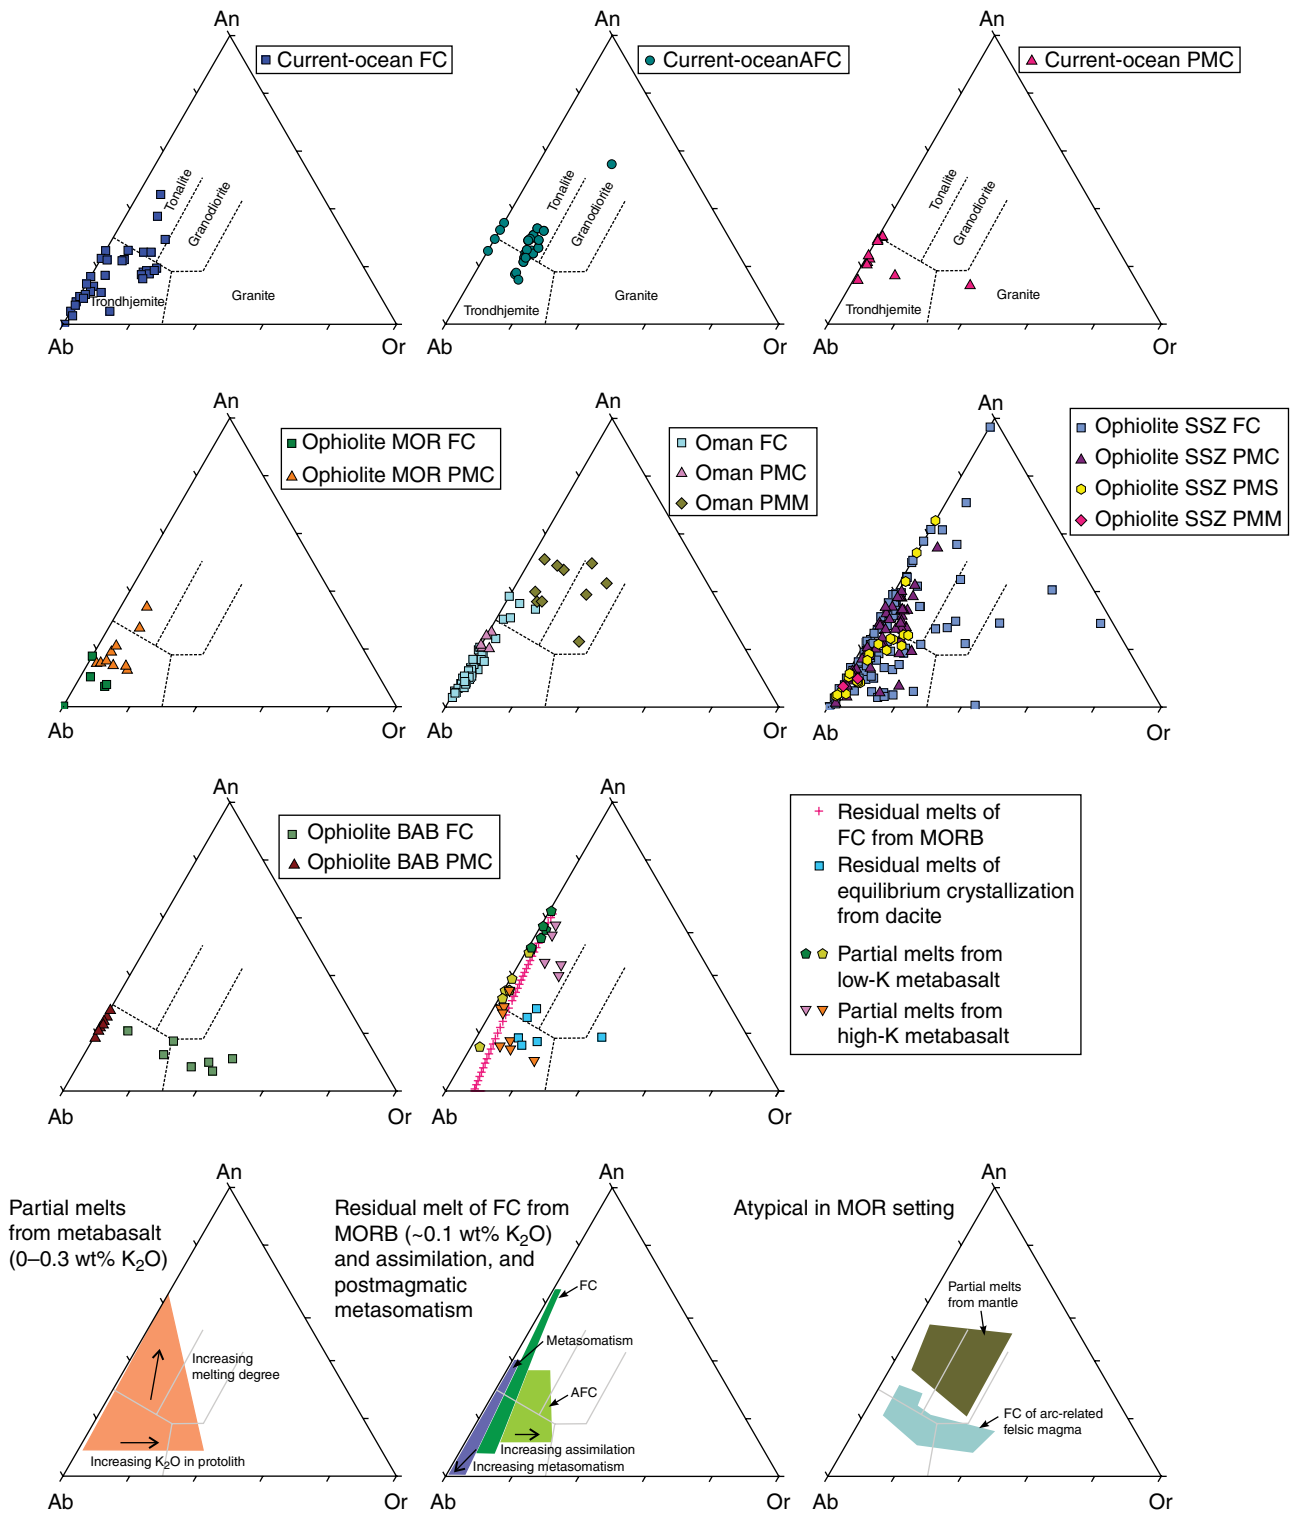 An
Current-ocean FC
Tonalite
Granodiorite
Trondhjemite
Granite
Ab
Or
An
Current-oceanAFC
Tonalite
Granodiorite
Trondhjemite
Granite
Ab
Or
An
Current-ocean PMC
Tonalite
Granodiorite
Trondhjemite
Granite
Ab
Or
An
Ophiolite MOR FC
Ophiolite MOR PMC
Ab
Or
An
Oman FC
Oman PMC
Oman PMM
Ab
Or
An
Ophiolite SSZ FC
Ophiolite SSZ PMC
Ophiolite SSZ PMS
Ophiolite SSZ PMM
Ab
Or
An
Ophiolite BAB FC
Ophiolite BAB PMC
Ab
Or
An
Ab
Or
Residual melts of
FC from MORB
Residual melts of
equilibrium crystallization
from dacite
Partial melts from
low-K metabasalt
Partial melts from
high-K metabasalt
Partial melts
from metabasalt
(0–0.3 wt% K₂O)
An
Increasing
melting degree
Increasing K₂O in protolith
Ab
Or
Residual melt of FC from
MORB (~0.1 wt% K₂O)
and assimilation, and
postmagmatic
metasomatism
An
FC
Metasomatism
AFC
Increasing assimilation
Increasing metasomatism
Ab
Or
Atypical in MOR setting
An
Partial melts
from mantle
FC of arc-related
felsic magma
Ab
Or